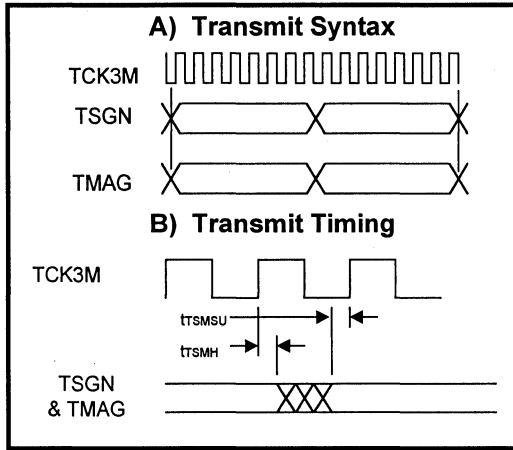 A) Transmit Syntax
TCK3M
TSGN
TMAG
B) Transmit Timing
TCK3M
tTSMSU
tTSMH
TSGN
& TMAG